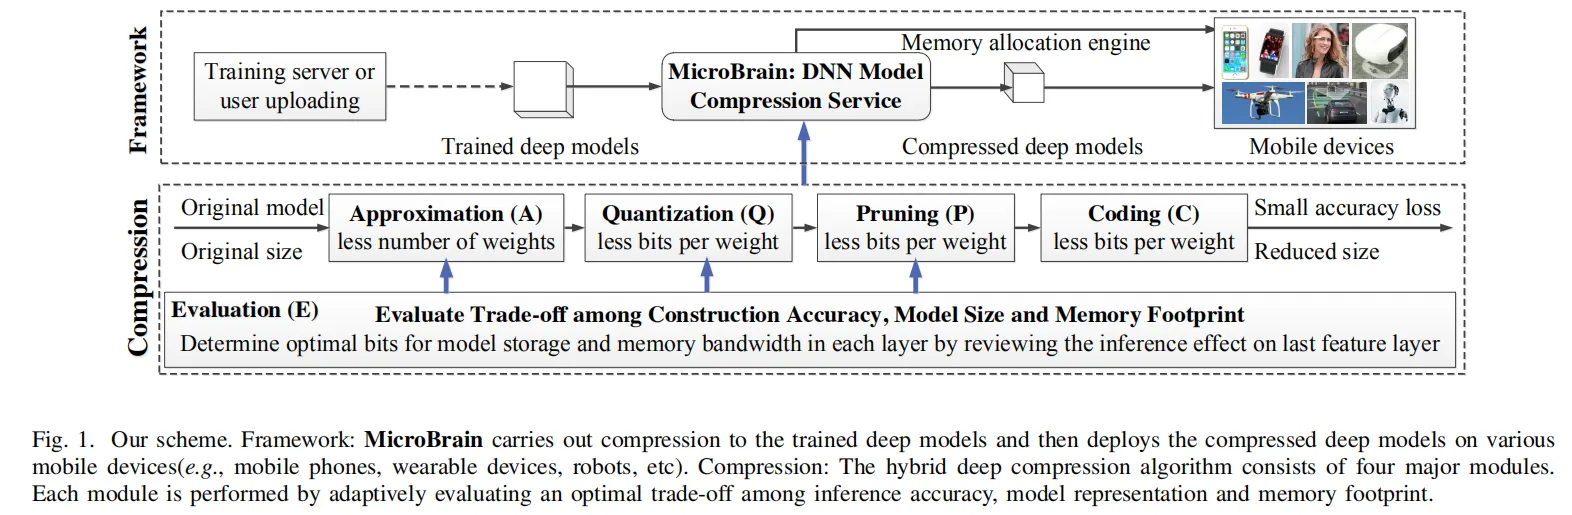 Framework
Training server or
user uploading
Trained deep models
MicroBrain: DNN Model
Compression Service
Memory allocation engine
Compressed deep models
Mobile devices
Compression
Original model
Original size
Approximation (A)
less number of weights
Quantization (Q)
less bits per weight
Pruning (P)
less bits per weight
Coding (C)
less bits per weight
Small accuracy loss
Reduced size
Evaluation (E)
Evaluate Trade-off among Construction Accuracy, Model Size and Memory Footprint
Determine optimal bits for model storage and memory bandwidth in each layer by reviewing the inference effect on last feature layer
Fig. 1. Our scheme. Framework: MicroBrain carries out compression to the trained deep models and then deploys the compressed deep models on various
mobile devices(e.g., mobile phones, wearable devices, robots, etc). Compression: The hybrid deep compression algorithm consists of four major modules.
Each module is performed by adaptively evaluating an optimal trade-off among inference accuracy, model representation and memory footprint.